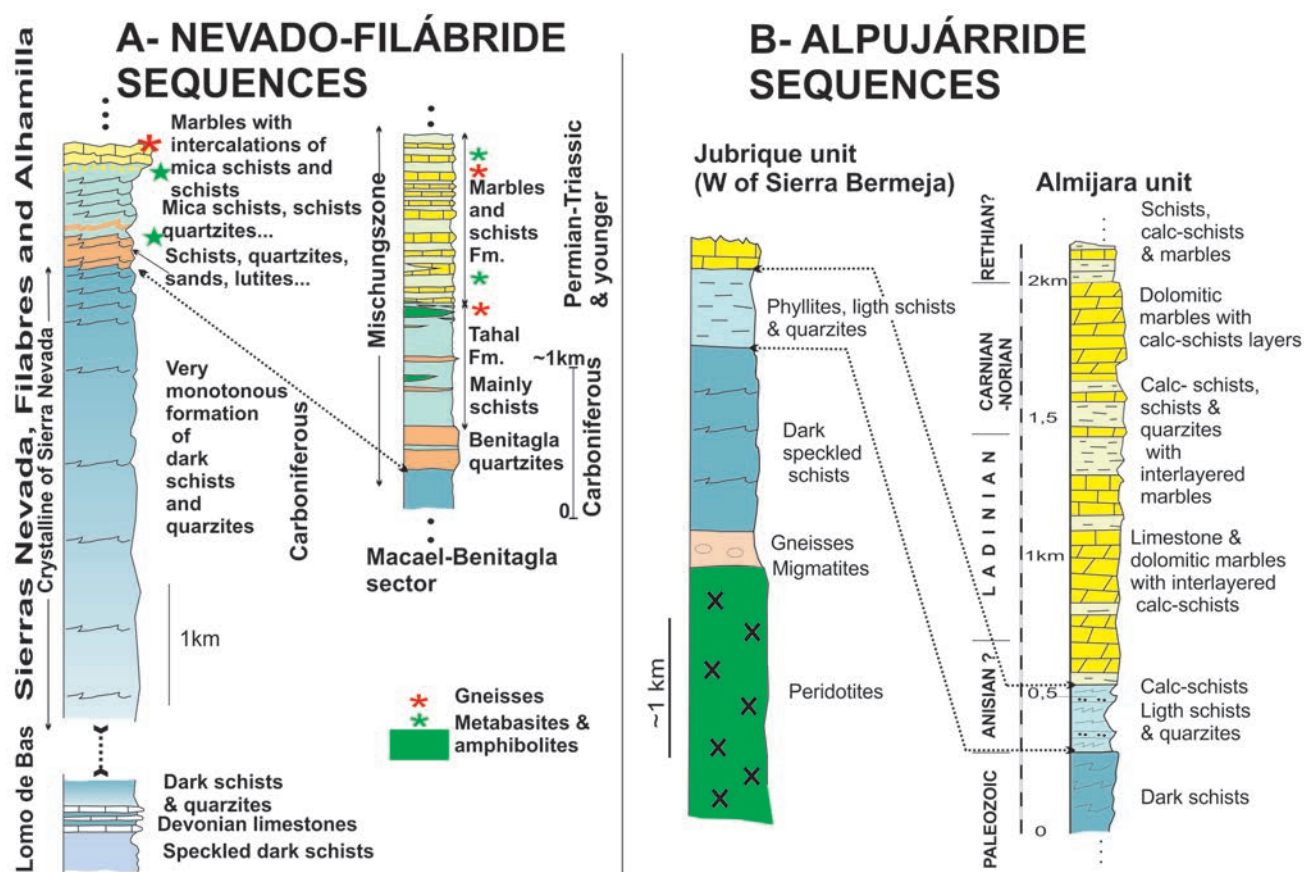 A- NEVADO-FILÁBRIDE
SEQUENCES
Sierras Nevada, Filabres and Alhamilla
Crystalline of Sierra Nevada
Lomo de Bas
Marbles with
intercalations of
mica schists and
schists
Mica schists, schists
quartzites...
Schists, quartzites,
sands, lutites...
Very
monotonous
formation
of
dark
schists
and
quarzites
Carboniferous
1km
Dark schists
& quarzites
Devonian limestones
Speckled dark schists
Mischungszone
Marbles
and
schists
Fm.
Tahal
Fm.
Mainly
schists
Benitagla
quartzites
Permian-Triassic
& younger
~1km
Carboniferous
0
Macael-Benitagla
sector
Gneisses
Metabasites &
amphibolites
B- ALPUJÁRRIDE
SEQUENCES
Jubrique unit
(W of Sierra Bermeja)
Phyllites, ligth schists
& quarzites
Dark
speckled
schists
Gneisses
Migmatites
Peridotites
~1 km
Almijara unit
RETHIAN?
CARNIAN
-NORIAN
LADINIAN
ANISIAN ?
PALEOZOIC
2km
1,5
1km
0,5
0
Schists,
calc-schists
& marbles
Dolomitic
marbles with
calc-schists layers
Calc- schists,
schists &
quarzites
with
interlayered
marbles
Limestone &
dolomitic marbles
with interlayered
calc-schists
Calc-schists
Ligth schists
& quarzites
Dark schists